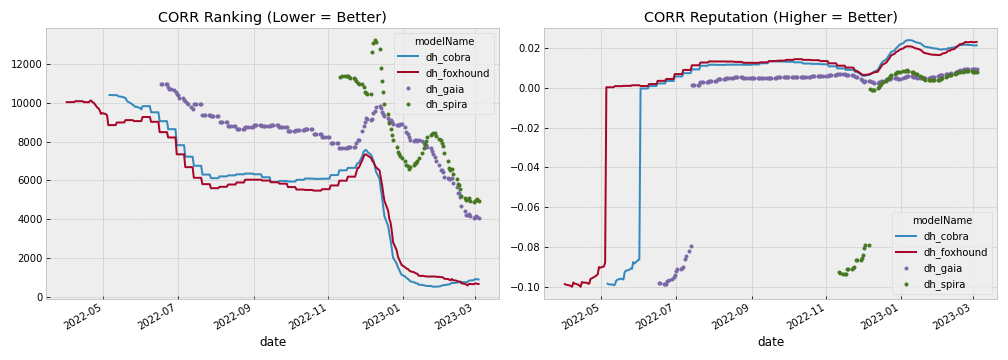 CORR Ranking (Lower = Better)
12000
10000
8000
6000
4000
2000
0
modelName
dh_cobra
dh_foxhound
dh_gaia
dh_spira
2022-05
2022-07
2022-09
2022-11
2023-01
2023-03
date
CORR Reputation (Higher = Better)
0.02
0.00
−0.02
−0.04
−0.06
−0.08
−0.10
modelName
dh_cobra
dh_foxhound
dh_gaia
dh_spira
2022-05
2022-07
2022-09
2022-11
2023-01
2023-03
date